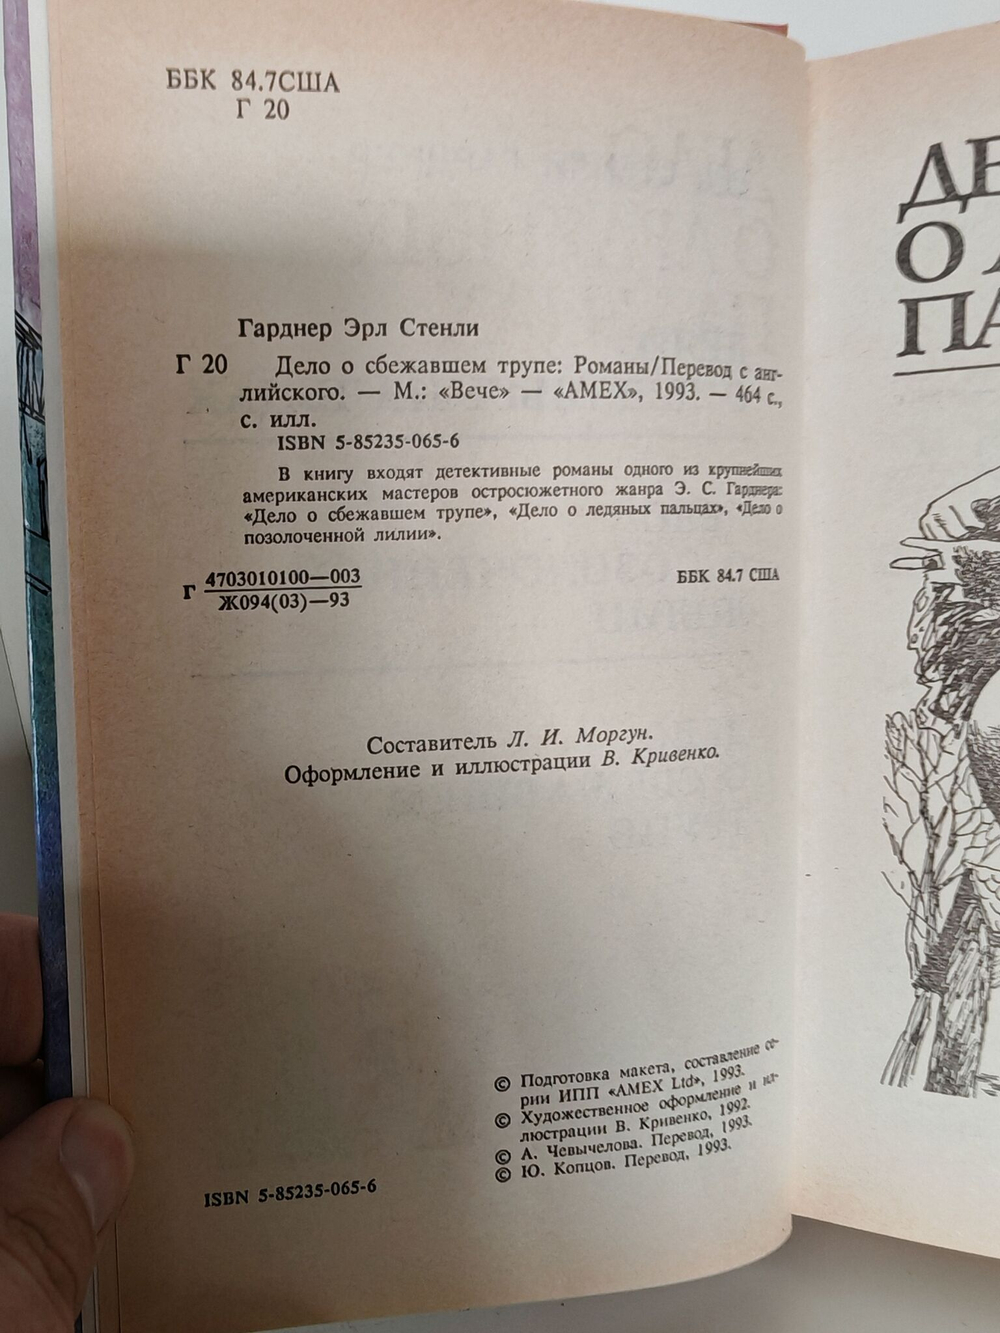 ББК 84.7США
Г 20
Гарднер Эрл Стенли
Г 20 Дело о сбежавшем трупе: Романы/Перевод с анг-
лийского. — М.: «Вече» — «АМЕХ», 1993. — 464 с.,
с. илл.
ISBN 5-85235-065-6
В книгу входят детективные романы одного из крупнейших
американских мастеров остросюжетного жанра Э. С. Гарднера:
«Дело о сбежавшем трупе», «Дело о ледяных пальцах», «Дело о
позолоченной лилии».
Г 4703010100—003
Ж094(03)—93
ББК 84.7 США
Составитель Л. И. Моргун.
Оформление и иллюстрации В. Кривенко.
© Подготовка макета, составление се-
рии ИПП «AMEX Ltd», 1993.
© Художественное оформление и ил-
люстрации В. Кривенко, 1992.
© А. Чевычелова. Перевод, 1993.
© Ю. Копцов. Перевод, 1993.
ISBN 5-85235-065-6
ДЕ
О
ПА